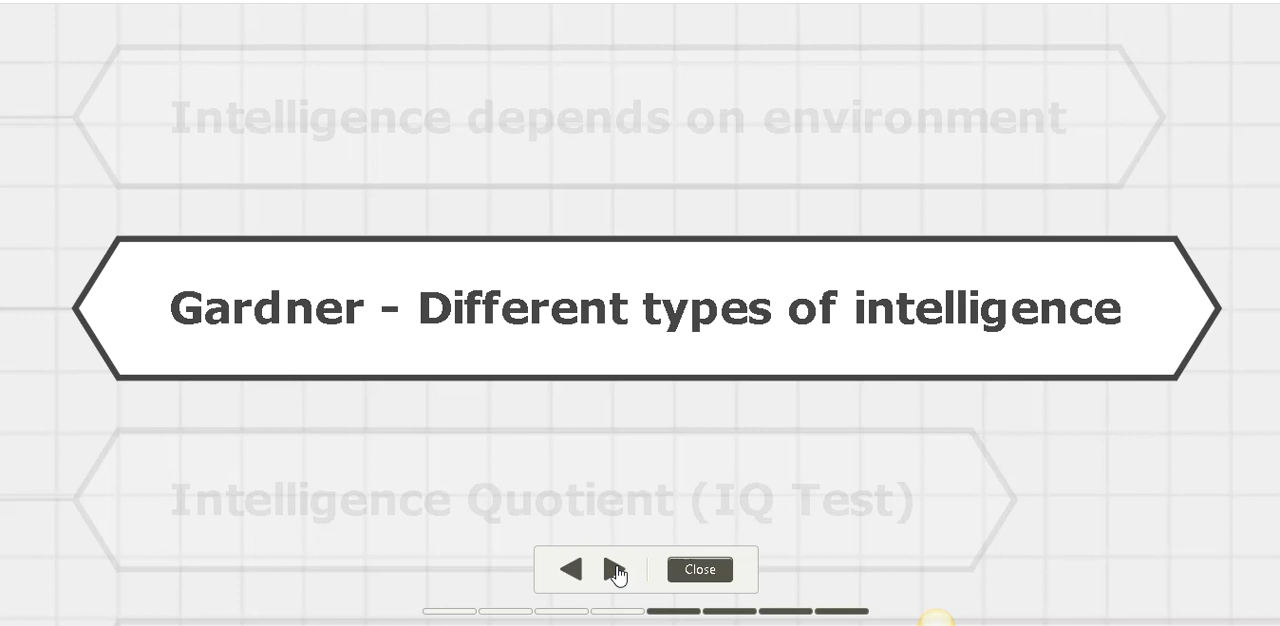 Intelligence depends on environment
Gardner - Different types of intelligence
Intelligence Quotient (IQ Test)
Close